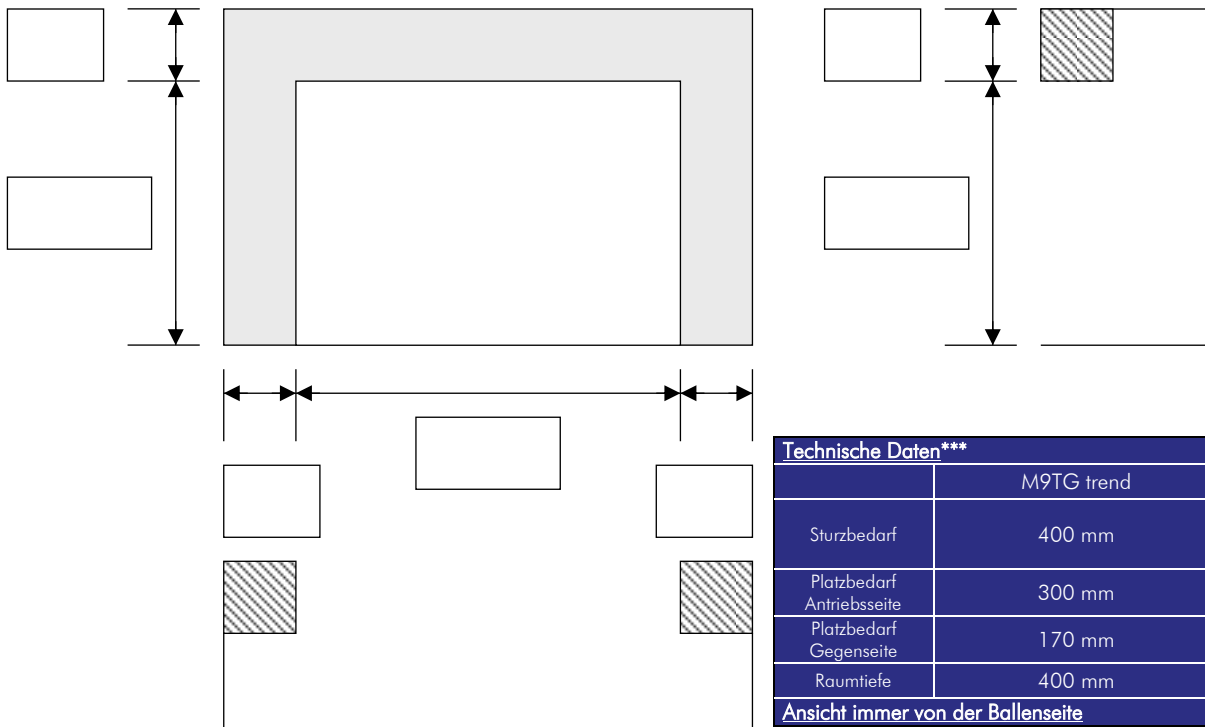 Technische Daten***
M9TG trend
Sturzbedarf 400 mm
Platzbedarf
Antriebsseite 300 mm
Platzbedarf
Gegenseite 170 mm
Raumtiefe 400 mm
Ansicht immer von der Ballenseite